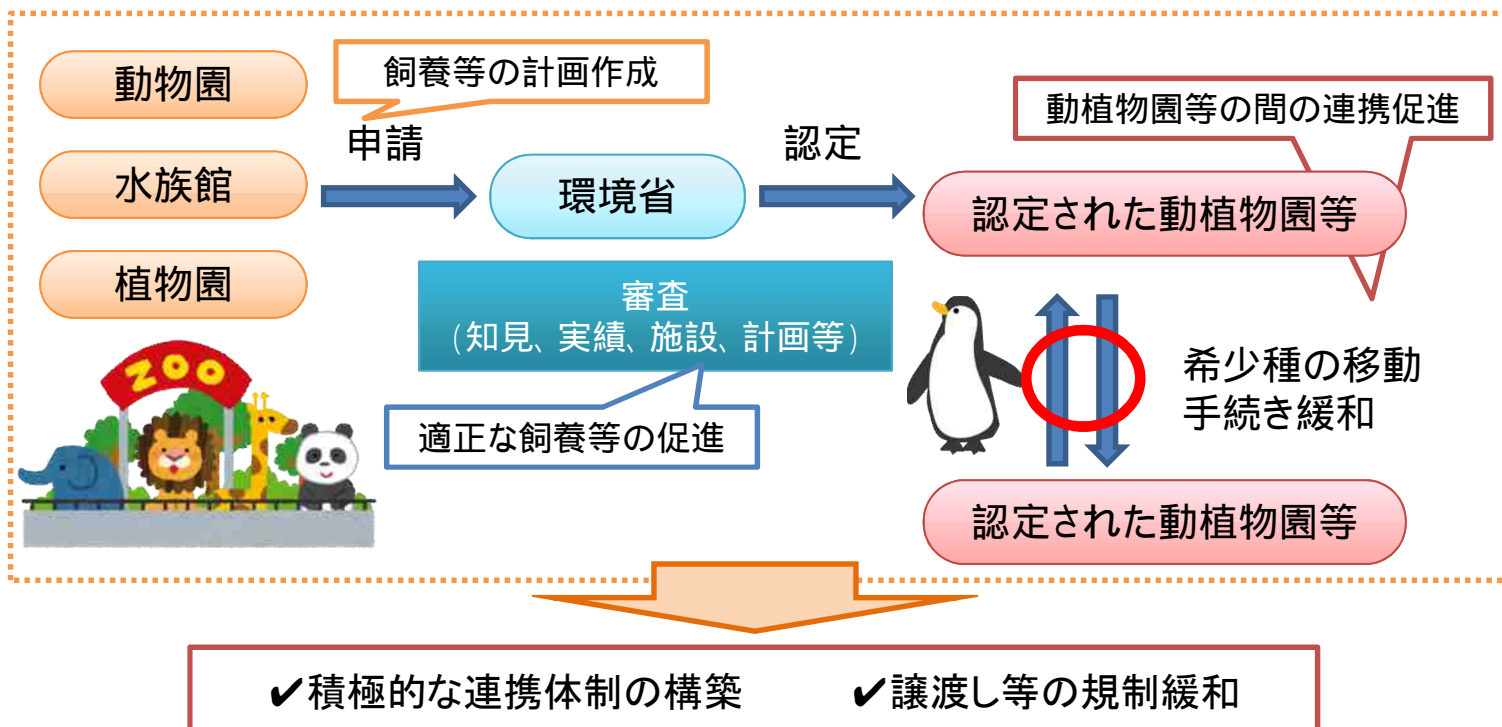 動物園
飼養等の計画作成
動植物園等の間の連携促進
申請
認定
水族館
環境省
認定された動植物園等
植物園
審査
(知見、実績、施設、計画等)
ZOO
希少種の移動
手続き緩和
適正な飼養等の促進
認定された動植物園等
✔積極的な連携体制の構築
✔譲渡し等の規制緩和